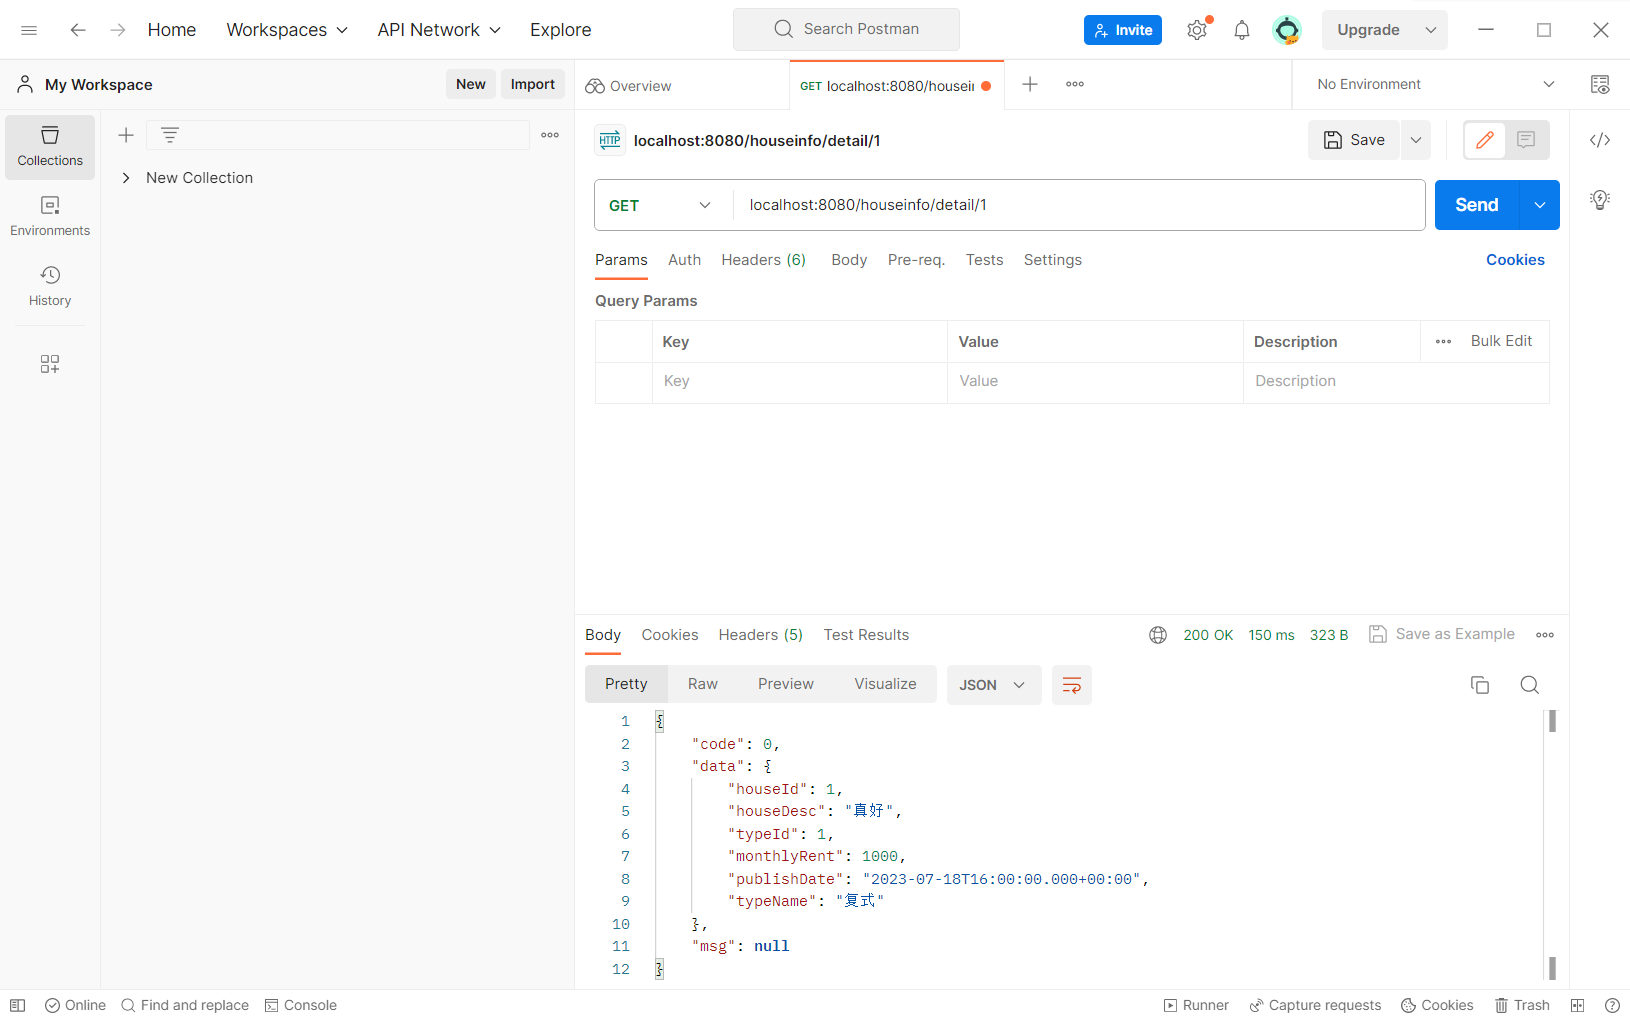 Home Workspaces API Network Explore Search Postman Invite Upgrade
My Workspace New Import Overview GET localhost:8080/housei No Environment
Collections
Environments
History
New Collection
HTTP localhost:8080/houseinfo/detail/1 Save
GET localhost:8080/houseinfo/detail/1 Send
Params Auth Headers (6) Body Pre-req. Tests Settings Cookies
Query Params
Key Value Description Bulk Edit
Key Value Description
Body Cookies Headers (5) Test Results 200 OK 150 ms 323 B Save as Example
Pretty Raw Preview Visualize JSON
1 {
2 "code": 0,
3 "data": {
4 "houseId": 1,
5 "houseDesc": "真好",
6 "typeId": 1,
7 "monthlyRent": 1000,
8 "publishDate": "2023-07-18T16:00:00.000+00:00",
9 "typeName": "复式"
10 },
11 "msg": null
12 }
Online Find and replace Console Runner Capture requests Cookies Trash